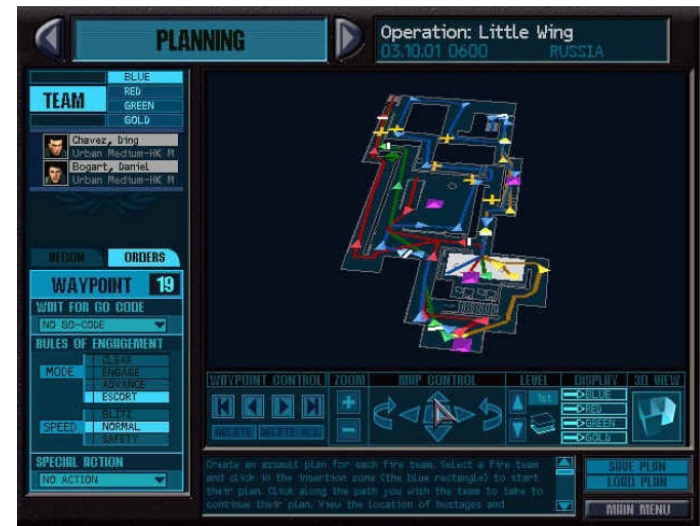 PLANNING
Operation: Little Wing
03.10.01 0600 RUSSIA
TEAM
BLUE
RED
GREEN
GOLD
Chavez, Ding
Urban Medium-HK M
Bogart, Daniel
Urban Medium-HK M
RECON ORDERS
WAYPOINT 19
WAIT FOR GO CODE
NO GO-CODE
RULES OF ENGAGEMENT
MODE
CLEAR
ENGAGE
ADVANCE
ESCORT
SPEED
BLITZ
NORMAL
SAFETY
SPECIAL ACTION
NO ACTION
WAYPOINT CONTROL ZOOM MAP CONTROL LEVEL DISPLAY 3D VIEW
DELETE DELETE ALL
1st
BLUE
RED
GREEN
GOLD
Create an assault plan for each fire team. Select a fire team
and click in the insertion zone (the blue rectangle) to start
their plan. Click along the path you wish the team to take to
continue their plan. View the location of hostages and
SAVE PLAN
LOAD PLAN
MAIN MENU